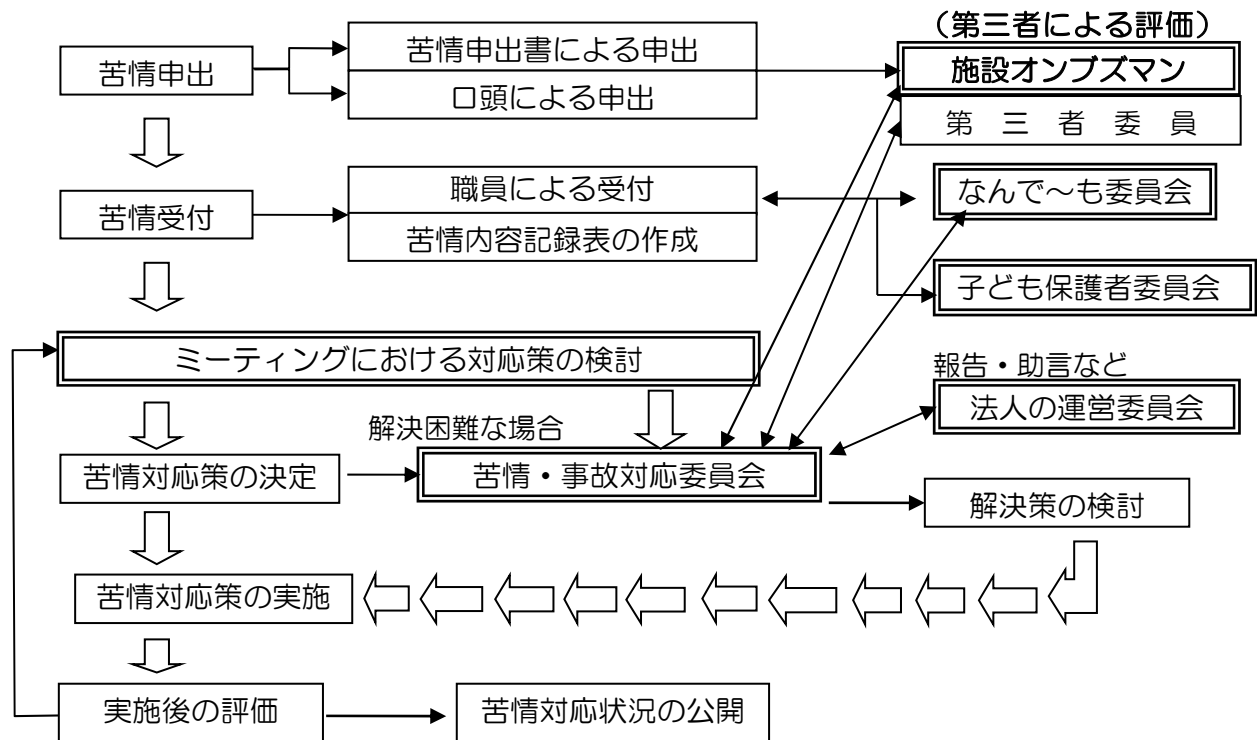 (第三者による評価)
苦情申出
苦情申出書による申出
口頭による申出
施設オンブズマン
第 三 者 委 員
苦情受付
職員による受付
苦情内容記録表の作成
なんで~も委員会
子ども保護者委員会
ミーティングにおける対応策の検討
報告・助言など
法人の運営委員会
解決困難な場合
苦情対応策の決定
苦情・事故対応委員会
解決策の検討
苦情対応策の実施
実施後の評価
苦情対応状況の公開